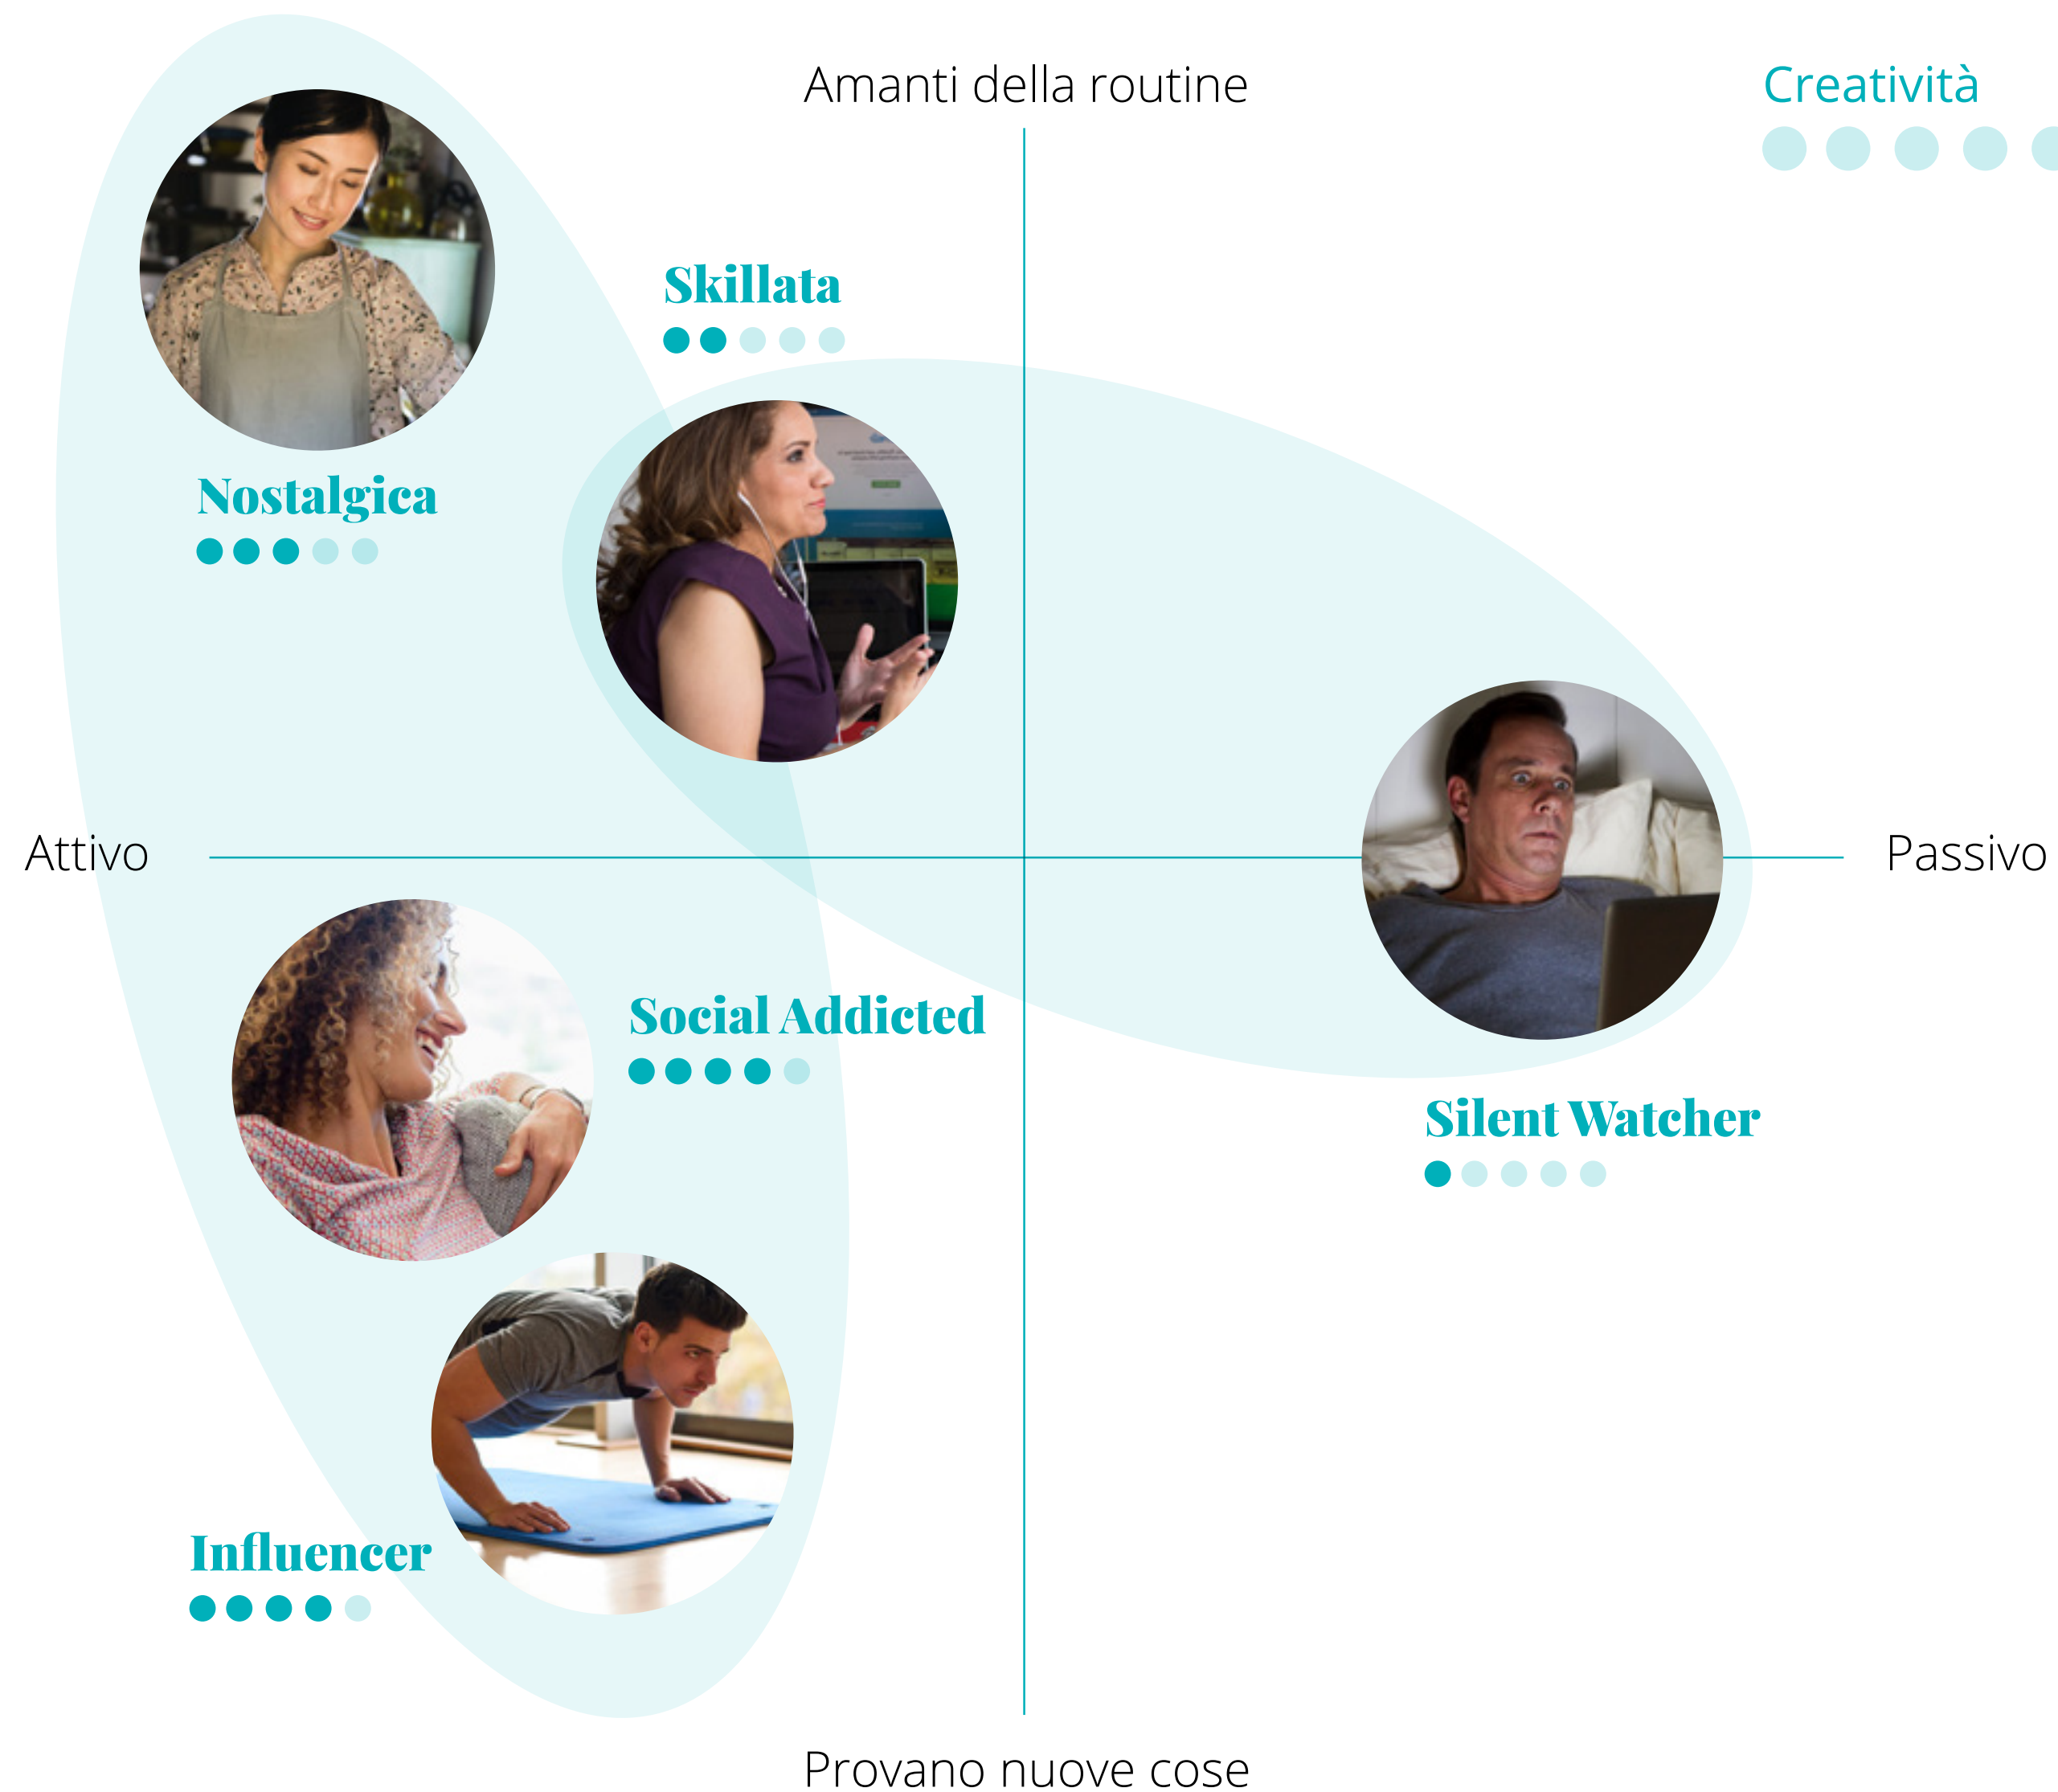 Amanti della routine
Creatività
Skillata
Nostalgica
Attivo
Passivo
Social Addicted
Silent Watcher
Influencer
Provano nuove cose